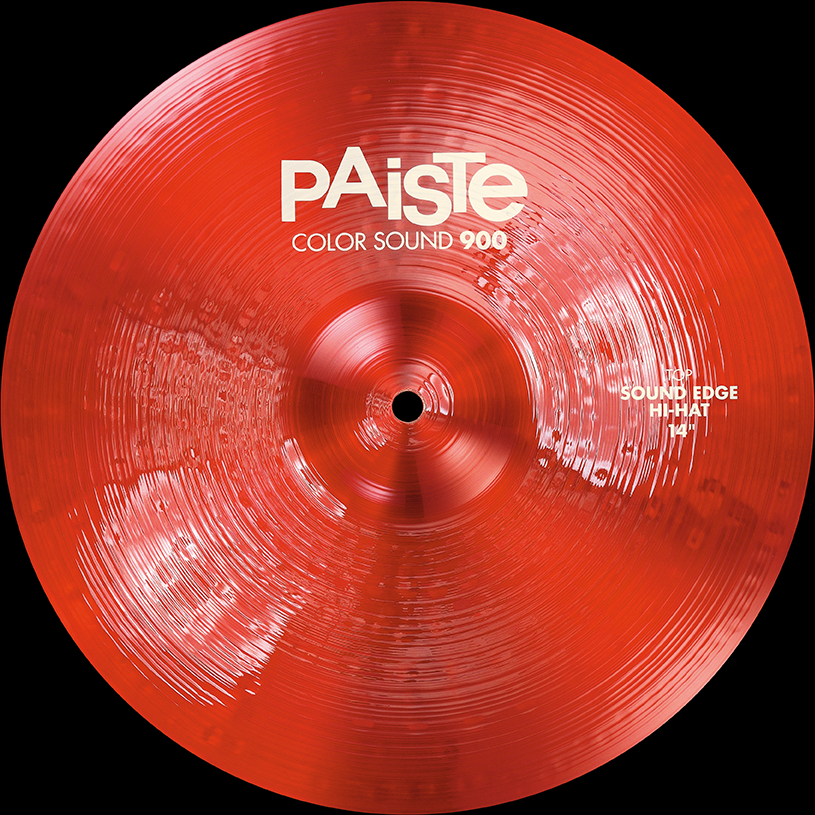 PAiSTe
COLOR SOUND 900
TOP
SOUND EDGE
HI-HAT
14"